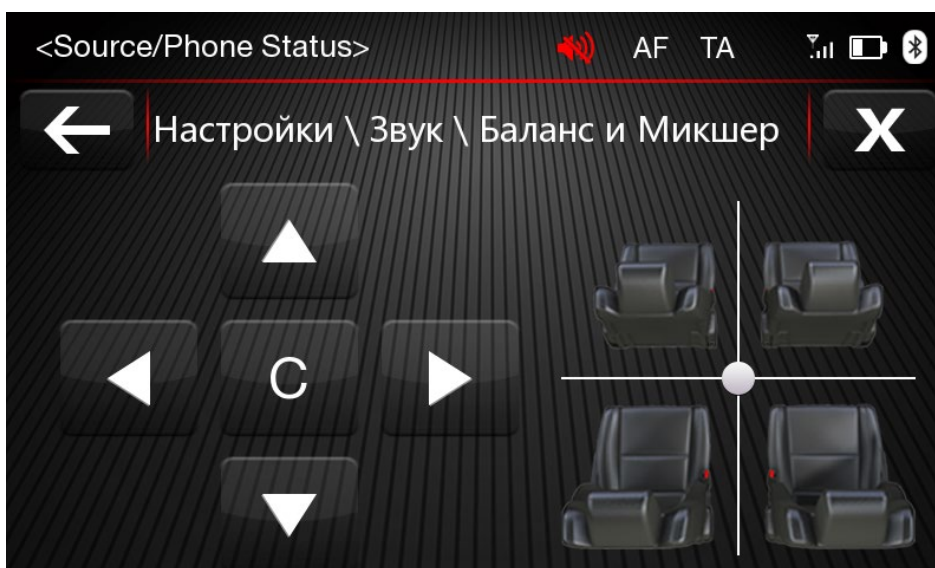 <Source/Phone Status> AF TA
Настройки \ Звук \ Баланс и Микшер X
C